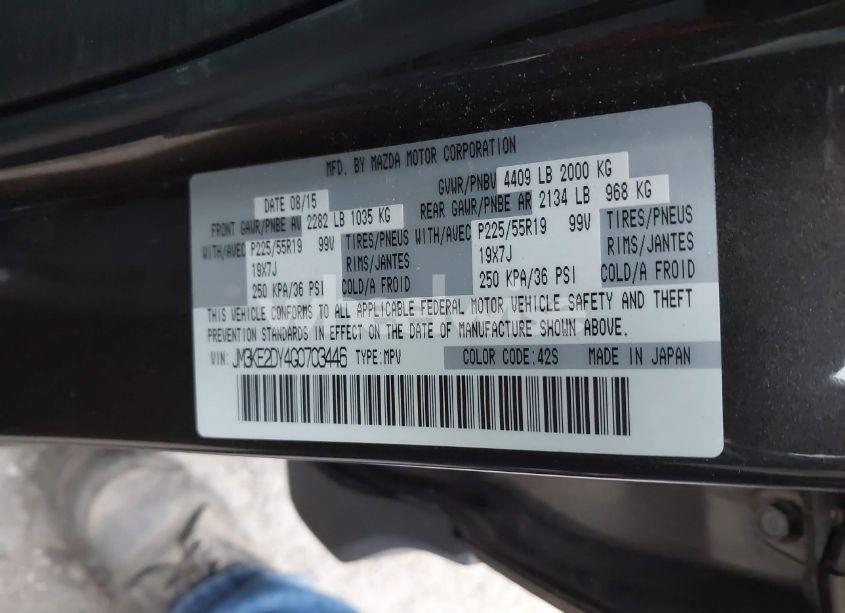 MFD. BY MAZDA MOTOR CORPORATION
DATE 08/15 GVWR/PNBV 4409 LB 2000 KG
FRONT GAWR/PNBE AV 2282 LB 1035 KG REAR GAWR/PNBE AR 2134 LB 968 KG
WITH/AVEC P225/55R19 99V TIRES/PNEUS WITH/AVEC P225/55R19 99V TIRES/PNEUS
19X7J RIMS/JANTES 19X7J RIMS/JANTES
250 KPA/36 PSI COLD/A FROID 250 KPA/36 PSI COLD/A FROID
THIS VEHICLE CONFORMS TO ALL APPLICABLE FEDERAL MOTOR VEHICLE SAFETY AND THEFT
PREVENTION STANDARDS IN EFFECT ON THE DATE OF MANUFACTURE SHOWN ABOVE.
VIN: JM3KE2DY4G0703446 TYPE: MPV COLOR CODE: 42S MADE IN JAPAN